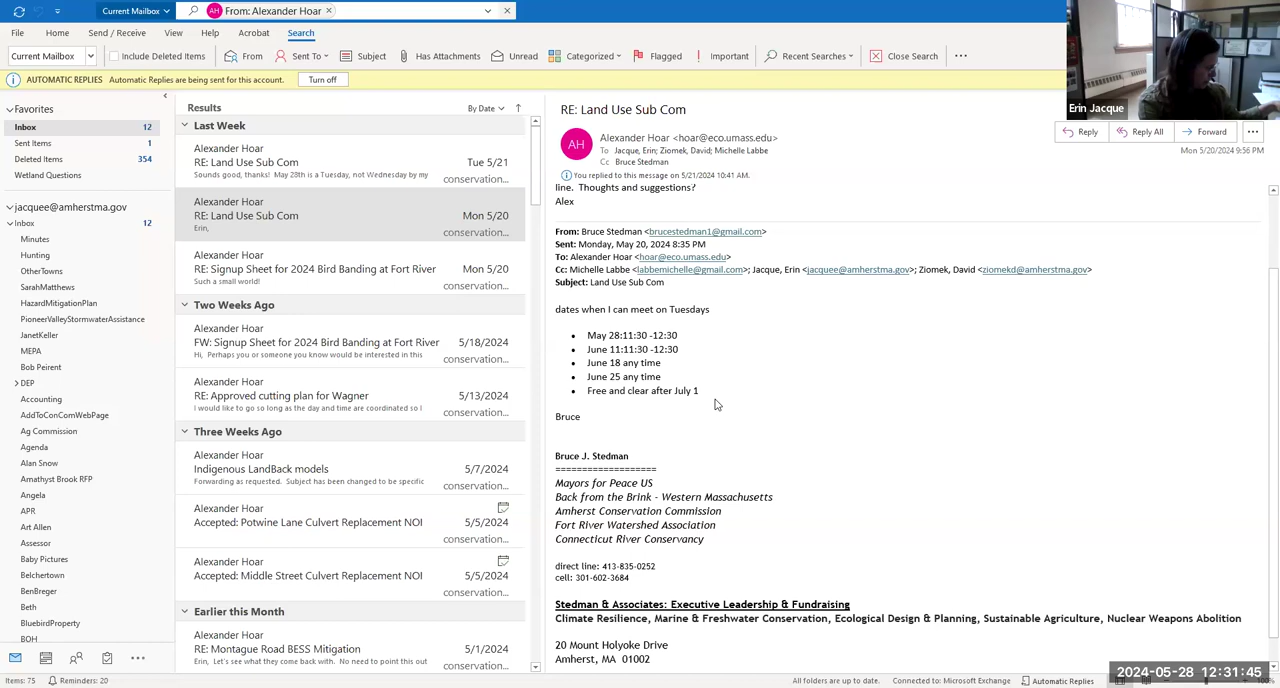 Current Mailbox
AH From: Alexander Hoar ×
File Home Send / Receive View Help Acrobat Search
Current Mailbox Include Deleted Items From Sent To Subject Has Attachments Unread Categorized Flagged Important Recent Searches Close Search
AUTOMATIC REPLIES Automatic Replies are being sent for this account. Turn off
Erin Jacque
Favorites
Inbox 12
Sent Items 1
Deleted Items 354
Wetland Questions
jacquee@amherstma.gov
Inbox 12
Minutes
Hunting
OtherTowns
SarahMatthews
HazardMitigationPlan
PioneerValleyStormwaterAssistance
JanetKeller
MEPA
Bob Peirent
DEP
Accounting
AddToConComWebPage
Ag Commission
Agenda
Alan Snow
Amathyst Brook RFP
Angela
APR
Art Allen
Assessor
Baby Pictures
Belchertown
BenBreger
Beth
BluebirdProperty
BOH
Results By Date
Last Week
Alexander Hoar
RE: Land Use Sub Com Tue 5/21
Sounds good, thanks! May 28th is a Tuesday, not Wednesday by my conservation...
Alexander Hoar
RE: Land Use Sub Com Mon 5/20
Erin, conservation...
Alexander Hoar
RE: Signup Sheet for 2024 Bird Banding at Fort River Mon 5/20
Such a small world! conservation...
Two Weeks Ago
Alexander Hoar
FW: Signup Sheet for 2024 Bird Banding at Fort River 5/18/2024
Hi, Perhaps you or someone you know would be interested in this conservation...
Alexander Hoar
RE: Approved cutting plan for Wagner 5/13/2024
I would like to go so long as the day and time are coordinated so I conservation...
Three Weeks Ago
Alexander Hoar
Indigenous LandBack models 5/7/2024
Forwarding as requested. Subject has been changed to be specific conservation...
Alexander Hoar
Accepted: Potwine Lane Culvert Replacement NOI 5/5/2024
conservation...
Alexander Hoar
Accepted: Middle Street Culvert Replacement NOI 5/5/2024
conservation...
Earlier this Month
Alexander Hoar
RE: Montague Road BESS Mitigation 5/1/2024
Erin, Let's see what they come back with. No need to point this out conservation...
RE: Land Use Sub Com
Reply Reply All Forward
Mon 5/20/2024 9:56 PM
AH Alexander Hoar <hoar@eco.umass.edu>
To Jacque, Erin; Ziomek, David; Michelle Labbe
Cc Bruce Stedman
You replied to this message on 5/21/2024 10:41 AM.
line. Thoughts and suggestions?
Alex
From: Bruce Stedman <brucestedman1@gmail.com>
Sent: Monday, May 20, 2024 8:35 PM
To: Alexander Hoar <hoar@eco.umass.edu>
Cc: Michelle Labbe <labbemichelle@gmail.com>; Jacque, Erin <jacquee@amherstma.gov>; Ziomek, David <ziomekd@amherstma.gov>
Subject: Land Use Sub Com
dates when I can meet on Tuesdays
• May 28:11:30 -12:30
• June 11:11:30 -12:30
• June 18 any time
• June 25 any time
• Free and clear after July 1
Bruce
Bruce J. Stedman
===================
Mayors for Peace US
Back from the Brink - Western Massachusetts
Amherst Conservation Commission
Fort River Watershed Association
Connecticut River Conservancy
direct line: 413-835-0252
cell: 301-602-3684
Stedman & Associates: Executive Leadership & Fundraising
Climate Resilience, Marine & Freshwater Conservation, Ecological Design & Planning, Sustainable Agriculture, Nuclear Weapons Abolition
20 Mount Holyoke Drive
Amherst, MA 01002
2024-05-28 12:31:45
Items: 75 Reminders: 20 All folders are up to date. Connected to: Microsoft Exchange Automatic Replies